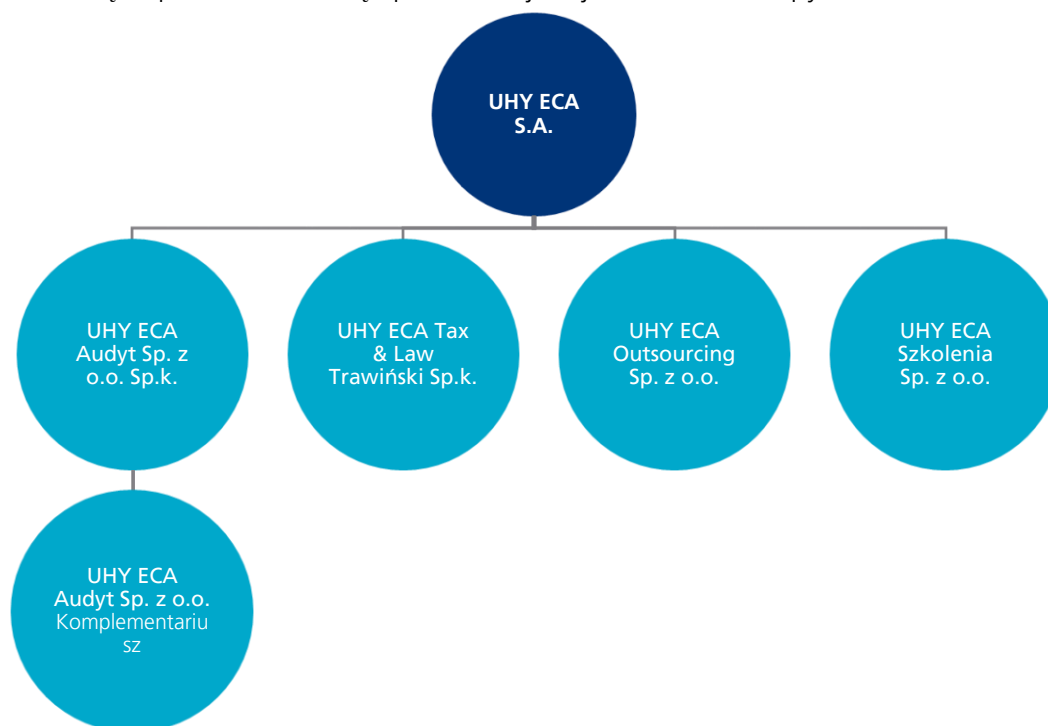 UHY ECA
S.A.
UHY ECA
Audyt Sp. z
o.o. Sp.k.
UHY ECA Tax
& Law
Trawiński Sp.k.
UHY ECA
Outsourcing
Sp. z o.o.
UHY ECA
Szkolenia
Sp. z o.o.
UHY ECA
Audyt Sp. z o.o.
Komplementariu
sz